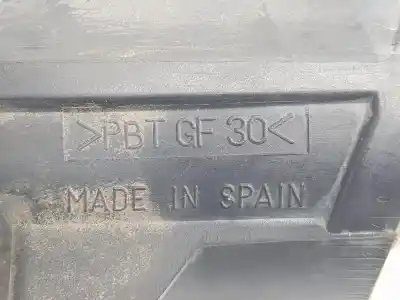 >PBT GF 30<
MADE IN SPAIN